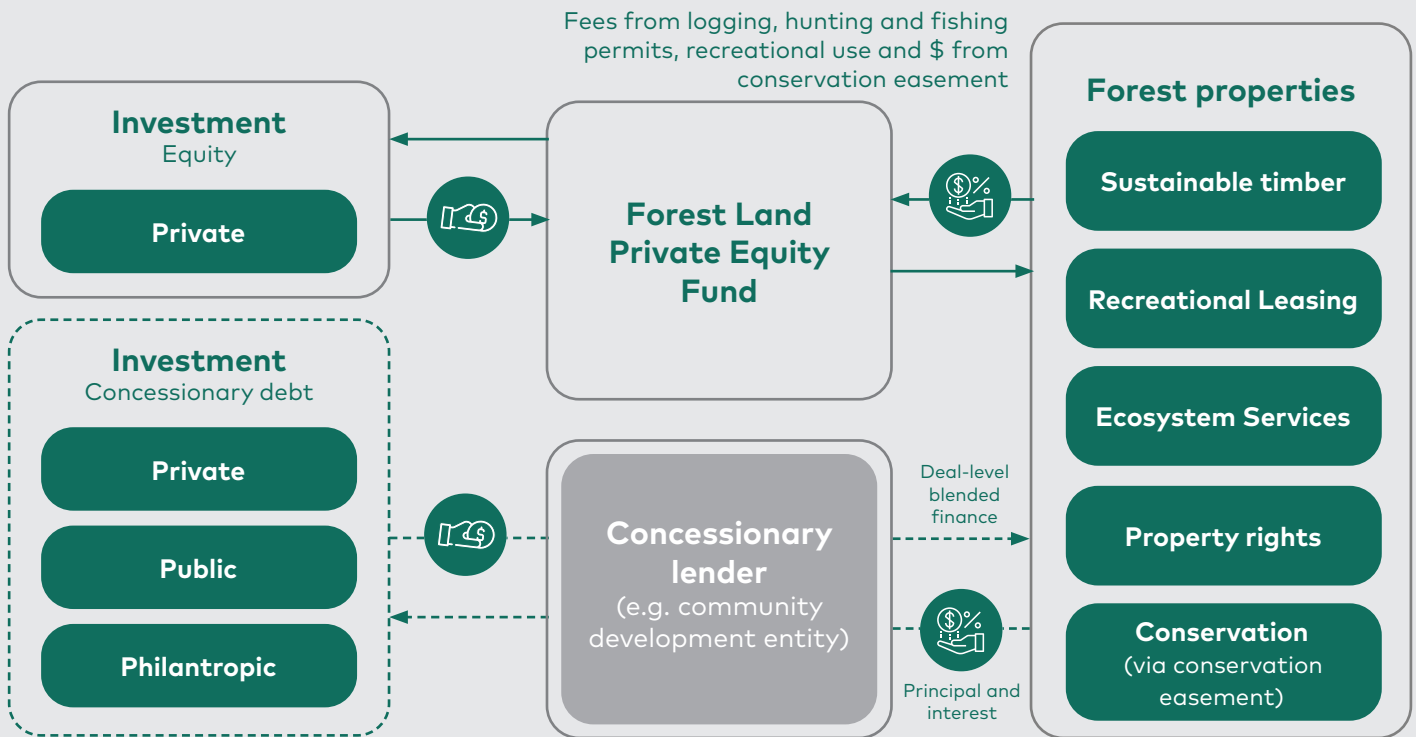 Fees from logging, hunting and fishing
permits, recreational use and $ from
conservation easement
Investment
Equity
Private
Investment
Concessionary debt
Private
Public
Philantropic
Forest Land
Private Equity
Fund
Concessionary
lender
(e.g. community
development entity)
Deal-level
blended
finance
Principal and
interest
Forest properties
Sustainable timber
Recreational Leasing
Ecosystem Services
Property rights
Conservation
(via conservation
easement)